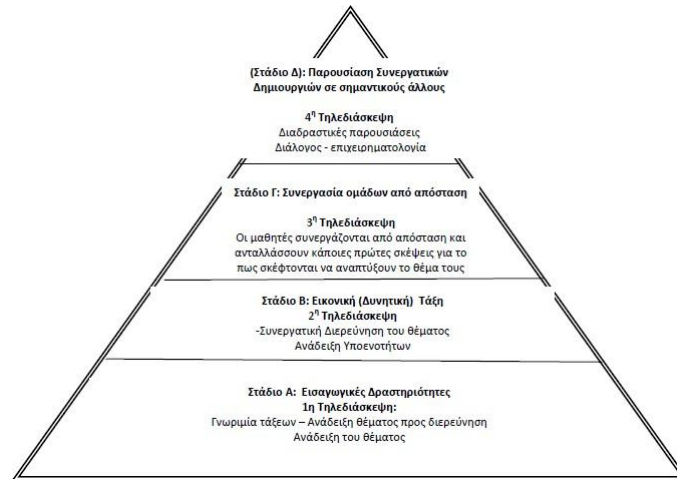 (Στάδιο Δ): Παρουσίαση Συνεργατικών
Δημιουργιών σε σημαντικούς άλλους
4η Τηλεδιάσκεψη
Διαδραστικές παρουσιάσεις
Διάλογος - επιχειρηματολογία
Στάδιο Γ: Συνεργασία ομάδων από απόσταση
3η Τηλεδιάσκεψη
Οι μαθητές συνεργάζονται από απόσταση και
ανταλλάσσουν κάποιες πρώτες σκέψεις για το
πως σκέφτονται να αναπτύξουν το θέμα τους
Στάδιο Β: Εικονική (Δυνητική) Τάξη
2η Τηλεδιάσκεψη
-Συνεργατική Διερεύνηση του θέματος
Ανάδειξη Υποενοτήτων
Στάδιο Α: Εισαγωγικές Δραστηριότητες
1η Τηλεδιάσκεψη:
Γνωριμία τάξεων – Ανάδειξη θέματος προς διερεύνηση
Ανάδειξη του θέματος